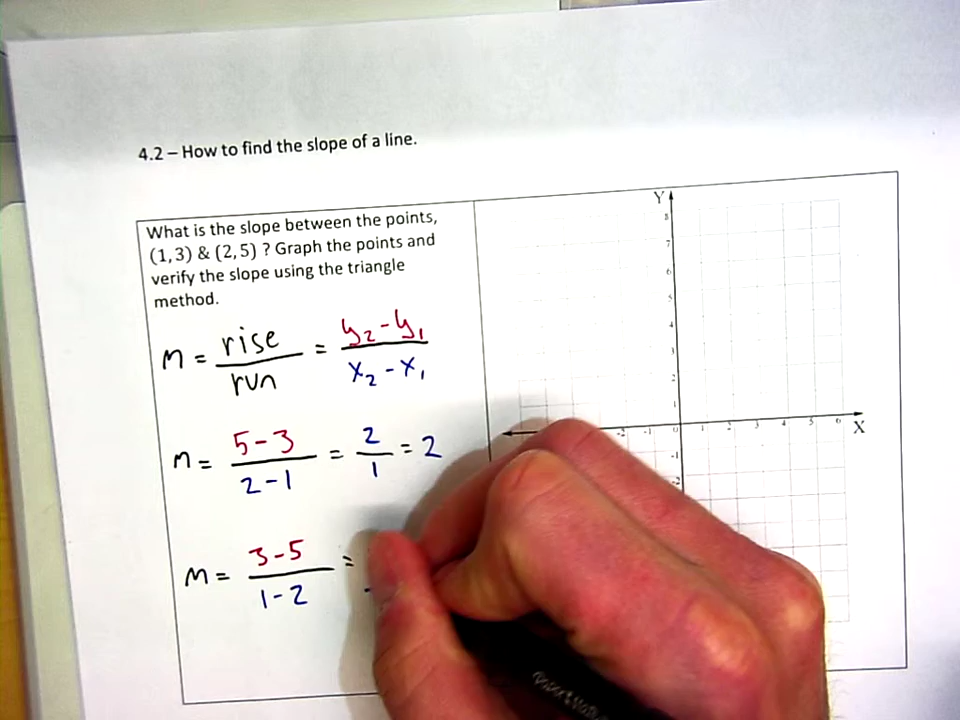 4.2 – How to find the slope of a line.
What is the slope between the points,
(1,3) & (2,5) ? Graph the points and
verify the slope using the triangle
method.
m = rise/run = y₂-y₁/x₂-x₁
m = 5-3/2-1 = 2/1 = 2
m = 3-5/1-2 =
Y
8
7
6
5
4
3
2
1
-2 -1 0 1 2 3 4 5 6 X
-1
-2